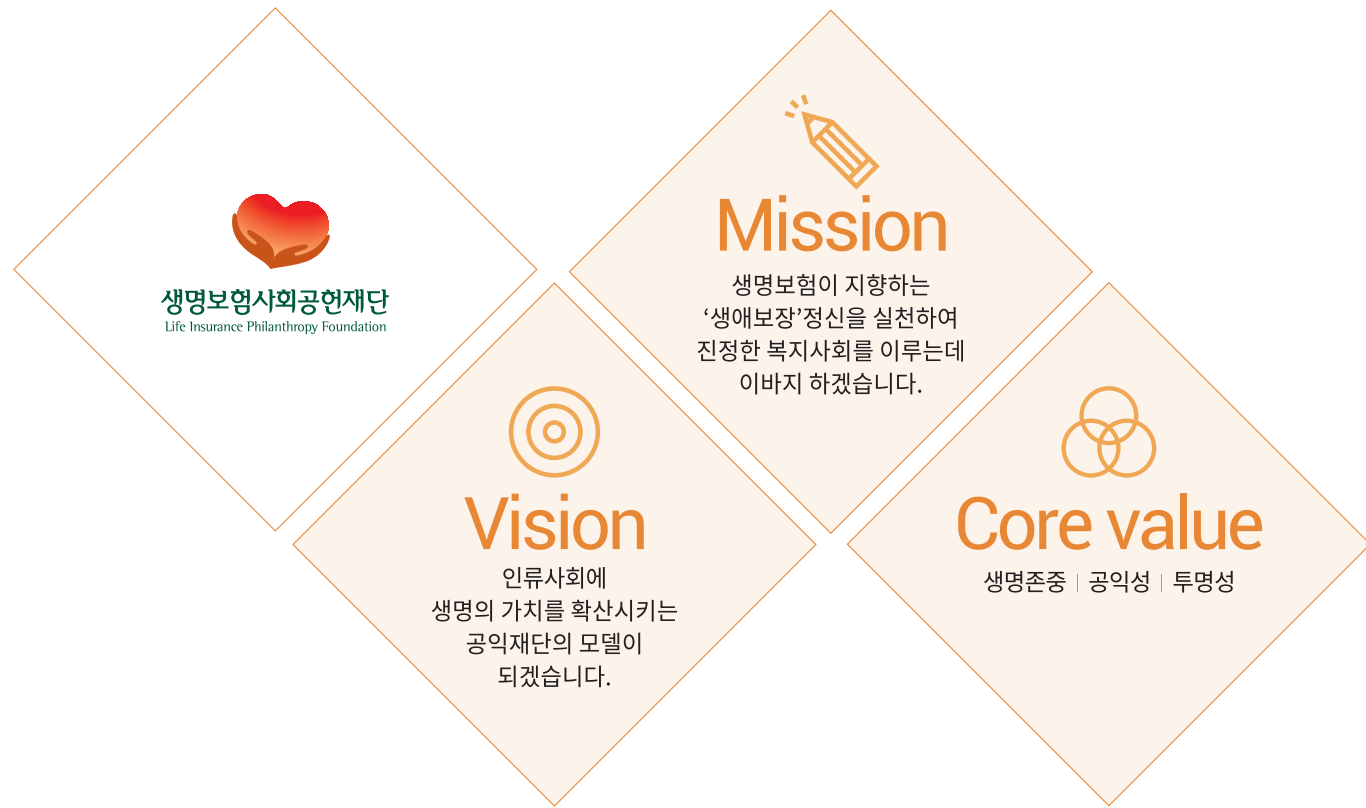 생명보험사회공헌재단
Life Insurance Philanthropy Foundation
Mission
생명보험이 지향하는
‘생애보장’정신을 실천하여
진정한 복지사회를 이루는데
이바지 하겠습니다.
Vision
인류사회에
생명의 가치를 확산시키는
공익재단의 모델이
되겠습니다.
Core value
생명존중 | 공익성 | 투명성